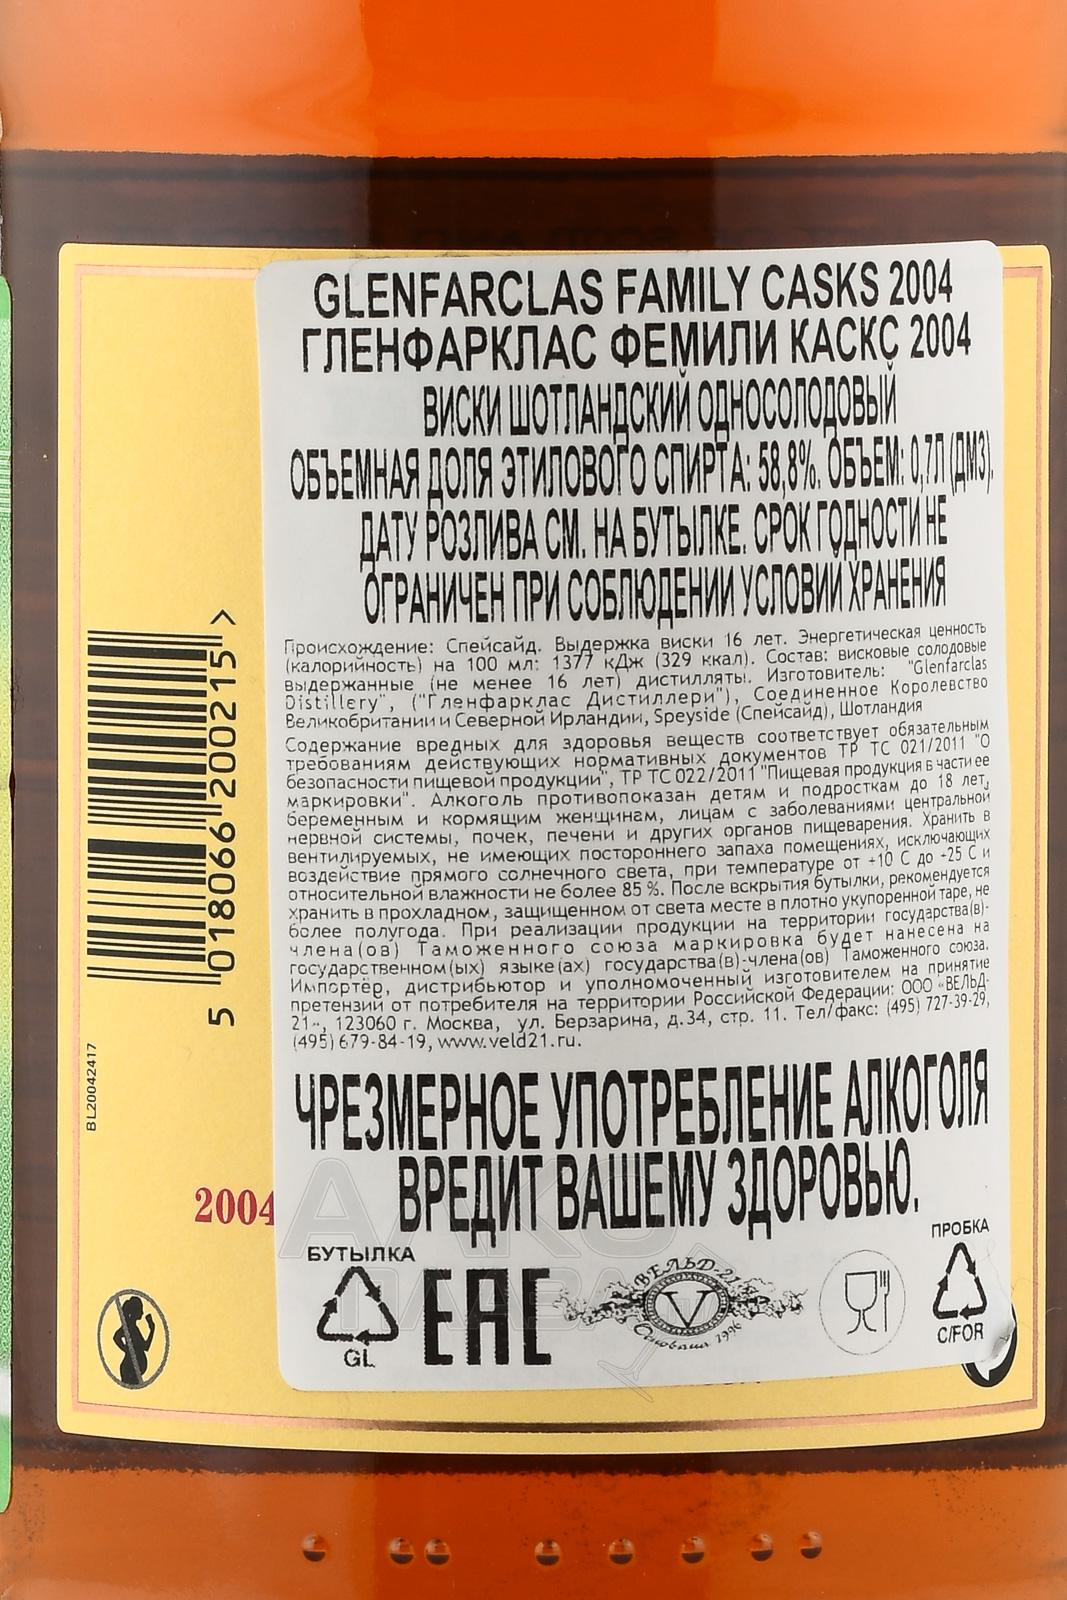 GLENFARCLAS FAMILY CASKS 2004
ГЛЕНФАРКЛАС ФЕМИЛИ КАСКС 2004
ВИСКИ ШОТЛАНДСКИЙ ОДНОСОЛОДОВЫЙ
ОБЪЕМНАЯ ДОЛЯ ЭТИЛОВОГО СПИРТА: 58,8%. ОБЪЕМ: 0,7Л (ДМ3).
ДАТУ РОЗЛИВА СМ. НА БУТЫЛКЕ. СРОК ГОДНОСТИ НЕ
ОГРАНИЧЕН ПРИ СОБЛЮДЕНИИ УСЛОВИЙ ХРАНЕНИЯ
Происхождение: Спейсайд. Выдержка виски 16 лет. Энергетическая ценность
(калорийность) на 100 мл: 1377 кДж (329 ккал). Состав: висковые солодовые
выдержанные (не менее 16 лет) дистилляты. Изготовитель: "Glenfarclas
Distillery", ("Гленфарклас Дистиллери"), Соединенное Королевство
Великобритании и Северной Ирландии, Speyside (Спейсайд), Шотландия
Содержание вредных для здоровья веществ соответствует обязательным
требованиям действующих нормативных документов ТР ТС 021/2011 "О
безопасности пищевой продукции", ТР ТС 022/2011 "Пищевая продукция в части ее
маркировки". Алкоголь противопоказан детям и подросткам до 18 лет,
беременным и кормящим женщинам, лицам с заболеваниями центральной
нервной системы, почек, печени и других органов пищеварения. Хранить в
вентилируемых, не имеющих постороннего запаха помещениях, исключающих
воздействие прямого солнечного света, при температуре от +10 С до +25 С и
относительной влажности не более 85 %. После вскрытия бутылки, рекомендуется
хранить в прохладном, защищенном от света месте в плотно укупоренной таре, не
более полугода. При реализации продукции на территории государства(в)-
члена(ов) Таможенного союза маркировка будет нанесена на
государственном(ых) языке(ах) государства(в)-члена(ов) Таможенного союза.
Импортёр, дистрибьютор и уполномоченный изготовителем на принятие
претензий от потребителя на территории Российской Федерации: ООО «ВЕЛЬД-
21», 123060 г. Москва, ул. Берзарина, д.34, стр. 11. Тел/факс: (495) 727-39-29,
(495) 679-84-19, www.veld21.ru.
ЧРЕЗМЕРНОЕ УПОТРЕБЛЕНИЕ АЛКОГОЛЯ
ВРЕДИТ ВАШЕМУ ЗДОРОВЬЮ.
БУТЫЛКА
GL
EAC
ВЕЛЬД-21
V
Основана 1996
ПРОБКА
C/FOR
5 018066 200215 >
BL20042417
2004
АЛКО
ПЛАЗА